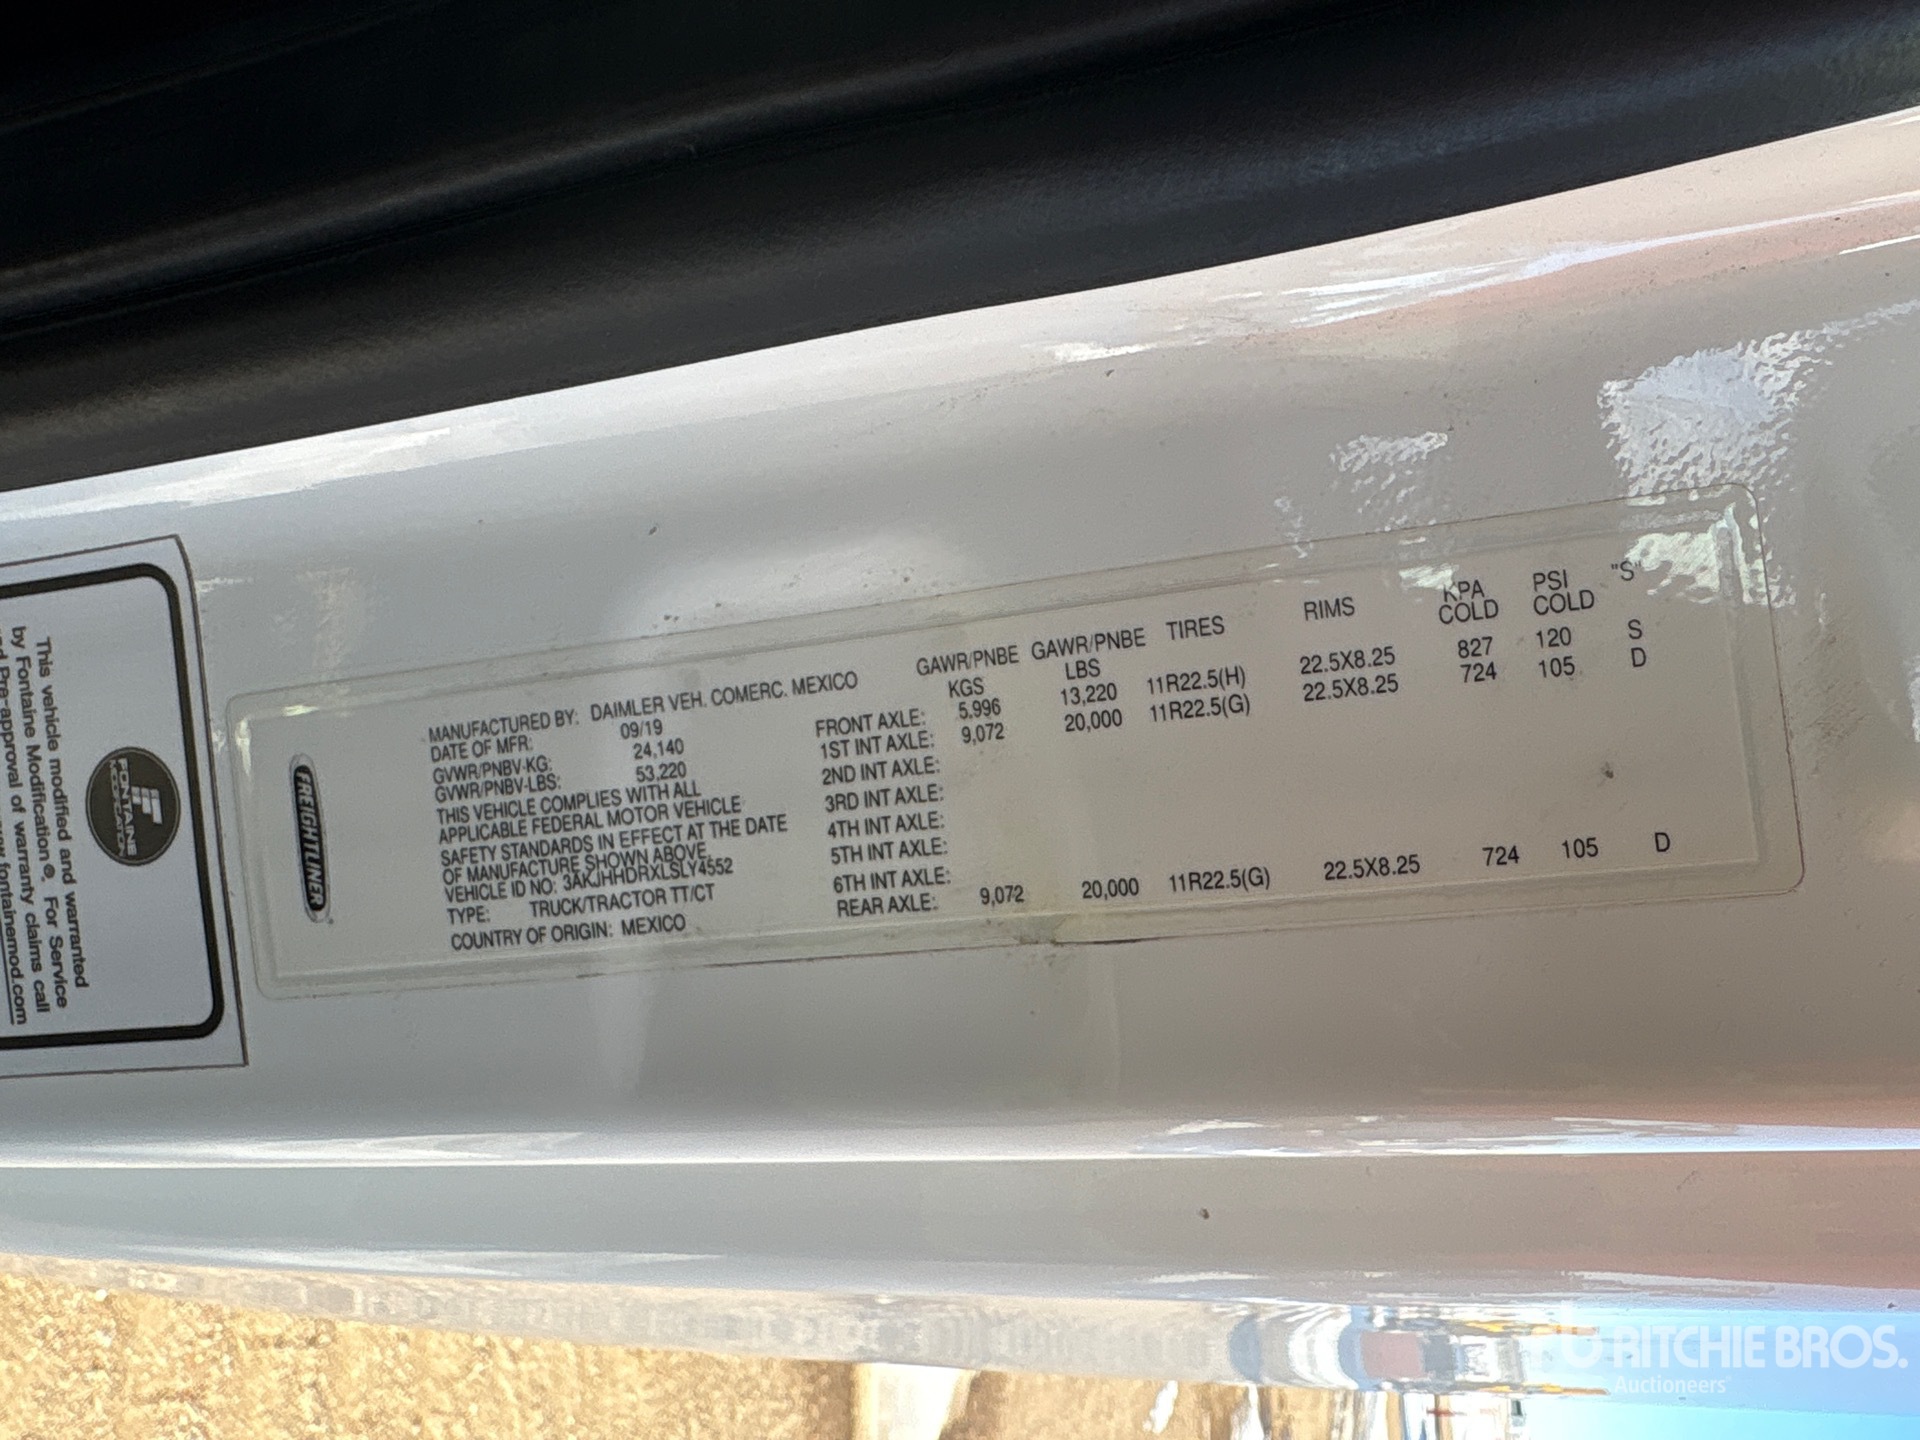 FREIGHTLINER
MANUFACTURED BY: DAIMLER VEH. COMERC. MEXICO
DATE OF MFR: 09/19
GVWR/PNBV-KG: 24,140
GVWR/PNBV-LBS: 53,220
THIS VEHICLE COMPLIES WITH ALL
APPLICABLE FEDERAL MOTOR VEHICLE
SAFETY STANDARDS IN EFFECT AT THE DATE
OF MANUFACTURE SHOWN ABOVE.
VEHICLE ID NO: 3AKJHHDRXLSLY4552
TYPE: TRUCK/TRACTOR TT/CT
COUNTRY OF ORIGIN: MEXICO
GAWR/PNBE GAWR/PNBE TIRES RIMS KPA PSI "S"
KGS LBS COLD COLD
FRONT AXLE: 5.996 13,220 11R22.5(H) 22.5X8.25 827 120 S
1ST INT AXLE: 9,072 20,000 11R22.5(G) 22.5X8.25 724 105 D
2ND INT AXLE:
3RD INT AXLE:
4TH INT AXLE:
5TH INT AXLE:
6TH INT AXLE:
REAR AXLE: 9,072 20,000 11R22.5(G) 22.5X8.25 724 105 D
FONTAINE
MODIFICATION
This vehicle modified and warranted
by Fontaine Modification®. For Service
Pre-approval of warranty claims call
fontainemod.com
RITCHIE BROS.
Auctioneers